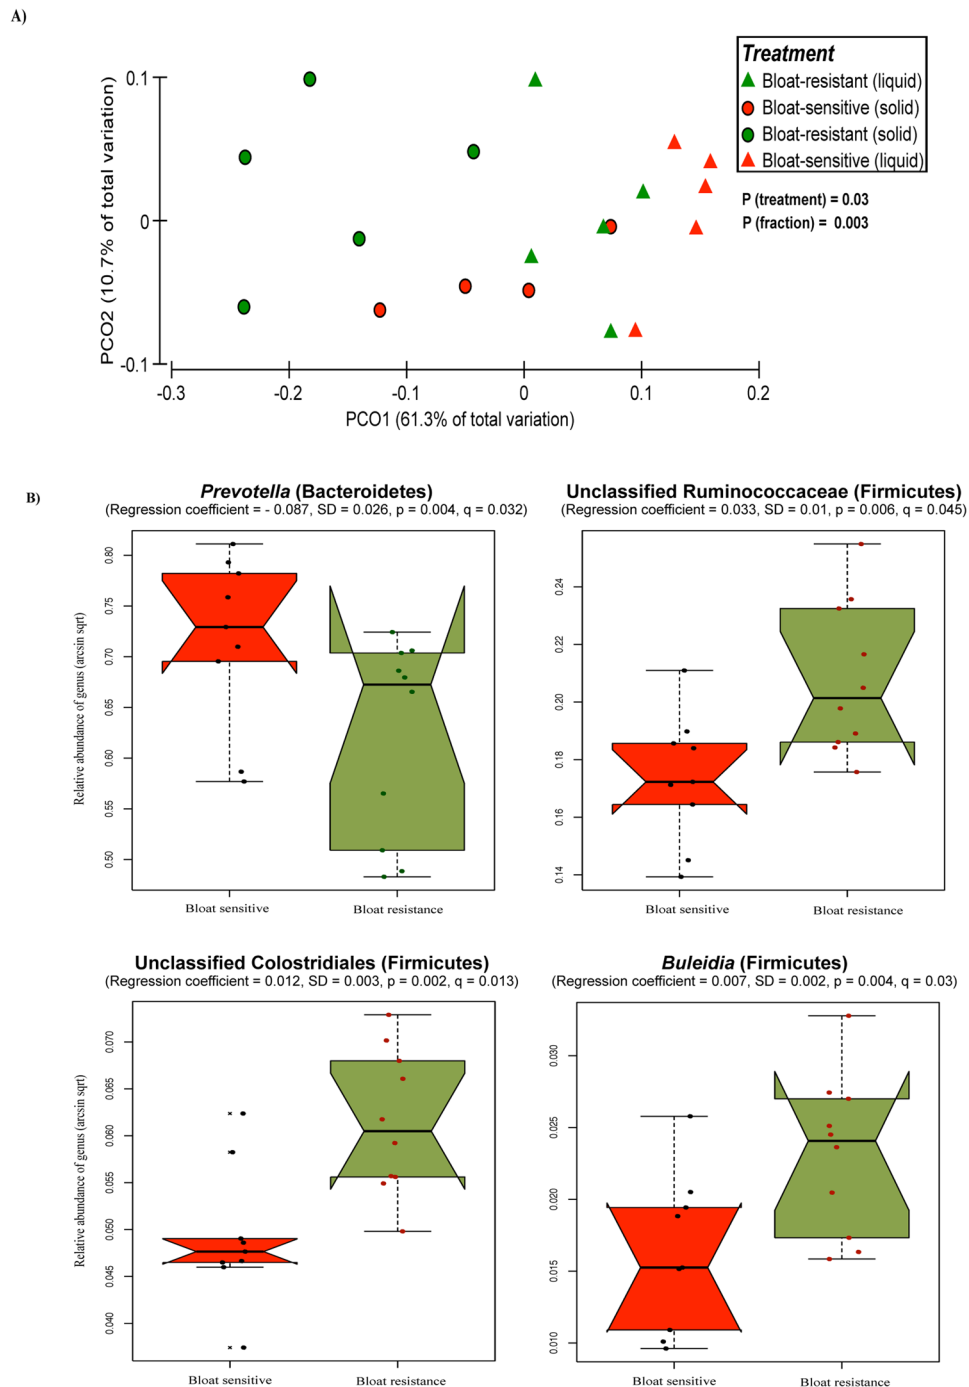 A)
Treatment
Bloat-resistant (liquid)
Bloat-sensitive (solid)
Bloat-resistant (solid)
Bloat-sensitive (liquid)
P (treatment) = 0.03
P (fraction) = 0.003
PCO2 (10.7% of total variation)
0.1
0
-0.1
-0.3 -0.2 -0.1 0 0.1 0.2
PCO1 (61.3% of total variation)
B)
Prevotella (Bacteroidetes)
(Regression coefficient = - 0.087, SD = 0.026, p = 0.004, q = 0.032)
Relative abundance of genus (arcsin sqrt)
0.80
0.75
0.70
0.65
0.60
0.55
0.50
Bloat sensitive Bloat resistance
Unclassified Ruminococcaceae (Firmicutes)
(Regression coefficient = 0.033, SD = 0.01, p = 0.006, q = 0.045)
0.24
0.22
0.20
0.18
0.16
0.14
Bloat sensitive Bloat resistance
Unclassified Colostridiales (Firmicutes)
(Regression coefficient = 0.012, SD = 0.003, p = 0.002, q = 0.013)
Relative abundance of genus (arcsin sqrt)
0.070
0.065
0.060
0.055
0.050
0.045
0.040
Bloat sensitive Bloat resistance
Buleidia (Firmicutes)
(Regression coefficient = 0.007, SD = 0.002, p = 0.004, q = 0.03)
0.030
0.025
0.020
0.015
0.010
Bloat sensitive Bloat resistance